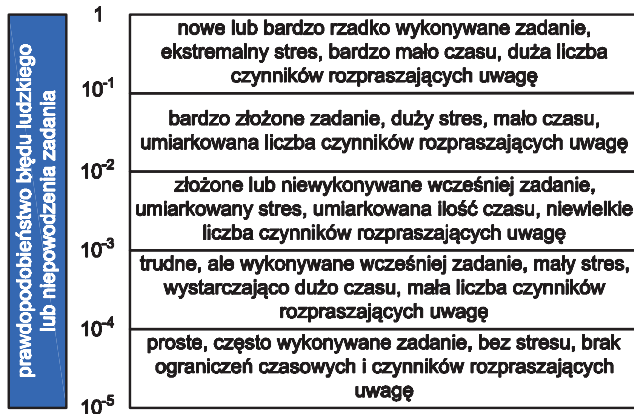 prawdopodobieństwo błędu ludzkiego
lub niepowodzenia zadania
1
nowe lub bardzo rzadko wykonywane zadanie,
ekstremalny stres, bardzo mało czasu, duża liczba
czynników rozpraszających uwagę
10⁻¹
bardzo złożone zadanie, duży stres, mało czasu,
umiarkowana liczba czynników rozpraszających uwagę
10⁻²
złożone lub niewykonywane wcześniej zadanie,
umiarkowany stres, umiarkowana ilość czasu, niewielkie
liczba czynników rozpraszających uwagę
10⁻³
trudne, ale wykonywane wcześniej zadanie, mały stres,
wystarczająco dużo czasu, mała liczba czynników
rozpraszających uwagę
10⁻⁴
proste, często wykonywane zadanie, bez stresu, brak
ograniczeń czasowych i czynników rozpraszających
uwagę
10⁻⁵